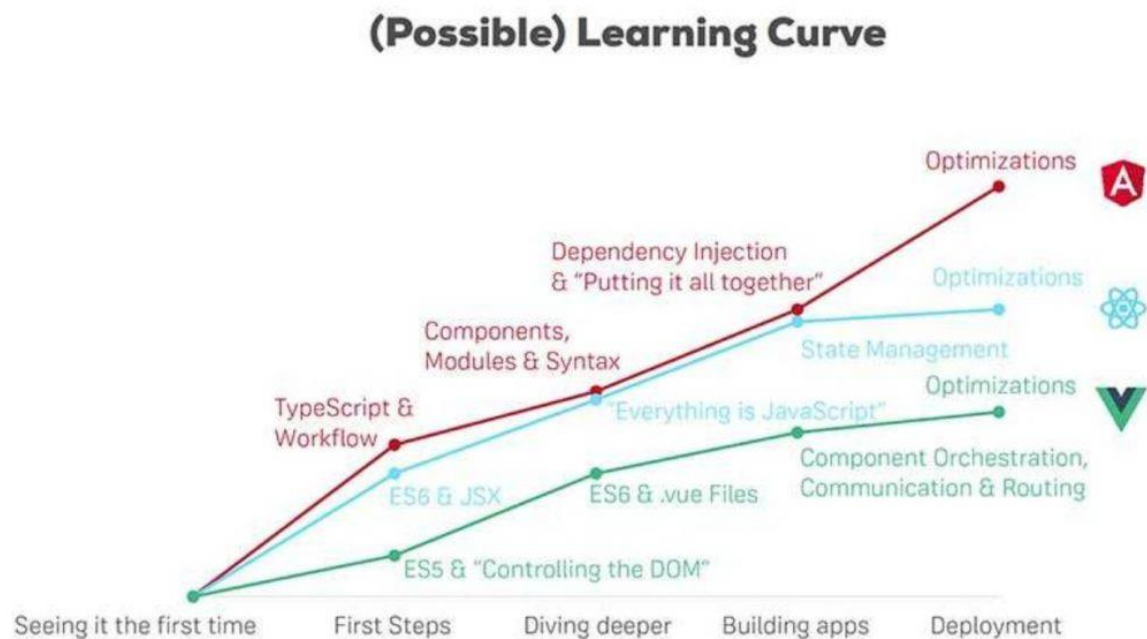 (Possible) Learning Curve
Optimizations
A
Dependency Injection
& “Putting it all together”
Optimizations
Components,
Modules & Syntax
State Management
Optimizations
TypeScript &
Workflow
“Everything is JavaScript”
Component Orchestration,
Communication & Routing
ES6 & JSX
ES6 & .vue Files
ES5 & “Controlling the DOM”
Seeing it the first time
First Steps
Diving deeper
Building apps
Deployment